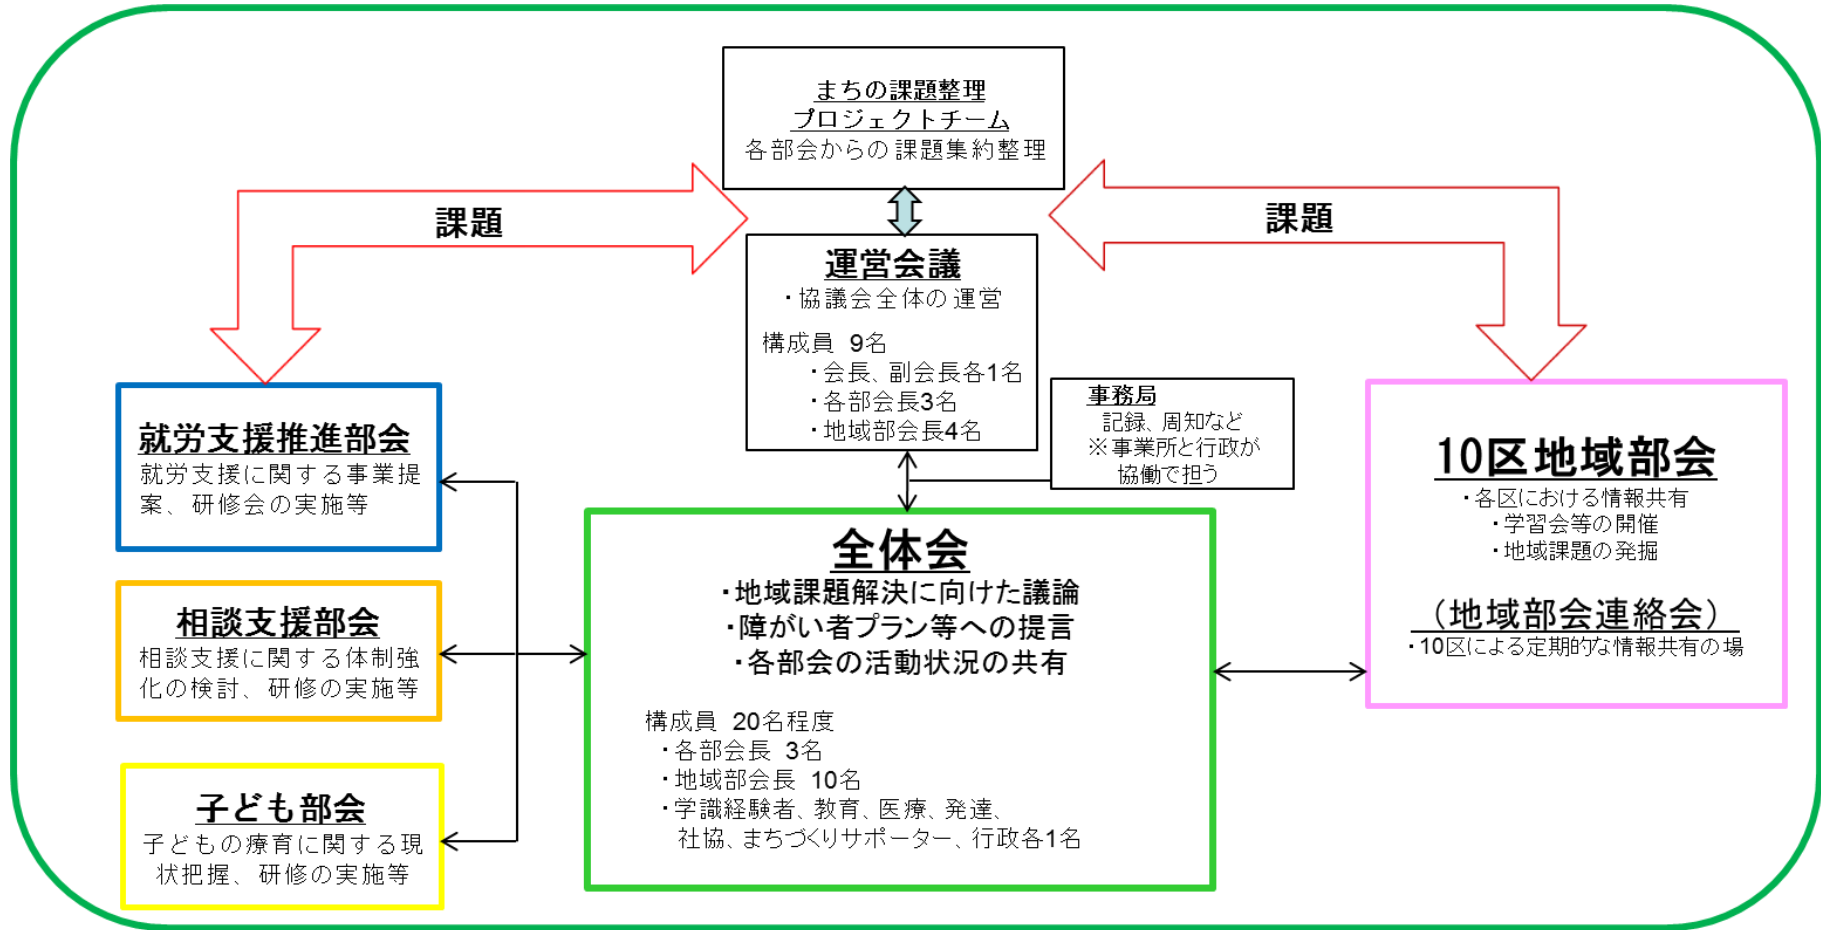 まちの課題整理
プロジェクトチーム
各部会からの課題集約整理
課題
課題
運営会議
・協議会全体の運営
構成員 9名
・会長、副会長各1名
・各部会長3名
・地域部会長4名
事務局
記録、周知など
※事業所と行政が
協働で担う
就労支援推進部会
就労支援に関する事業提
案、研修会の実施等
相談支援部会
相談支援に関する体制強
化の検討、研修の実施等
子ども部会
子どもの療育に関する現
状把握、研修の実施等
全体会
・地域課題解決に向けた議論
・障がい者プラン等への提言
・各部会の活動状況の共有
構成員 20名程度
・各部会長 3名
・地域部会長 10名
・学識経験者、教育、医療、発達、
社協、まちづくりサポーター、行政各1名
10区地域部会
・各区における情報共有
・学習会等の開催
・地域課題の発掘
（地域部会連絡会）
・10区による定期的な情報共有の場